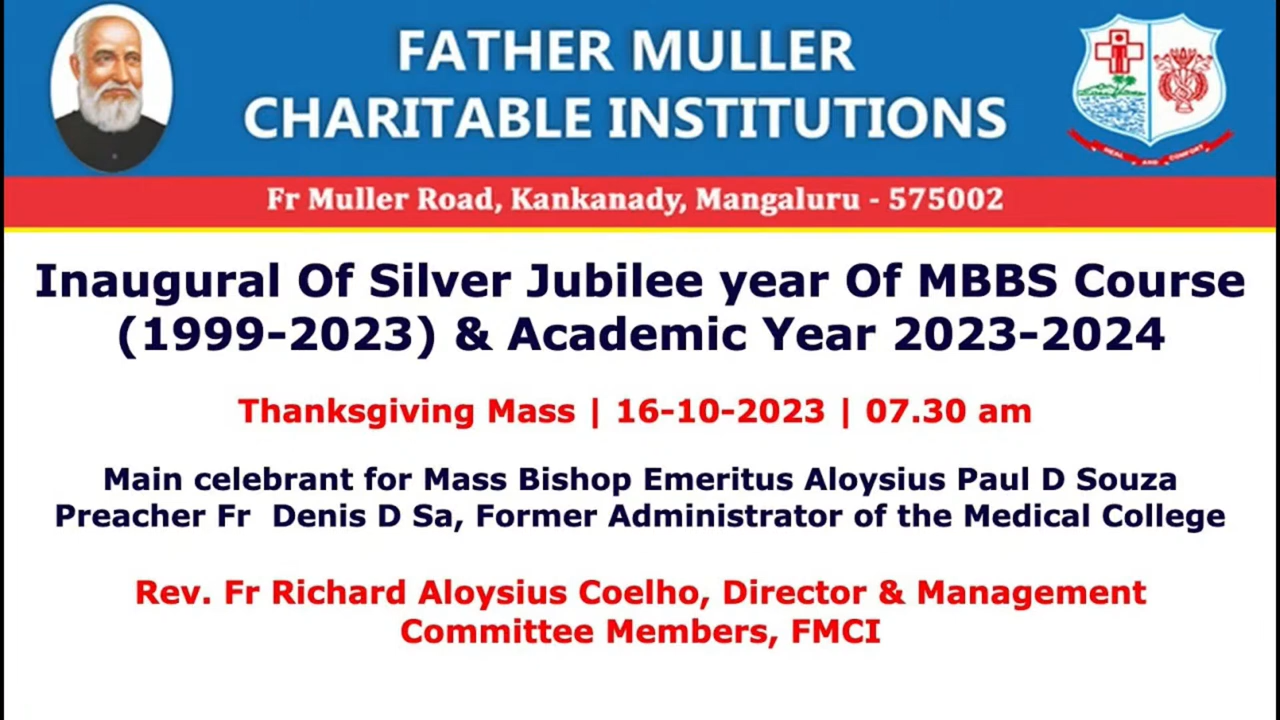 FATHER MULLER
CHARITABLE INSTITUTIONS
HEAL AND COMFORT
Fr Muller Road, Kankanady, Mangaluru - 575002
Inaugural Of Silver Jubilee year Of MBBS Course
(1999-2023) & Academic Year 2023-2024
Thanksgiving Mass | 16-10-2023 | 07.30 am
Main celebrant for Mass Bishop Emeritus Aloysius Paul D Souza
Preacher Fr  Denis D Sa, Former Administrator of the Medical College
Rev. Fr Richard Aloysius Coelho, Director & Management
Committee Members, FMCI